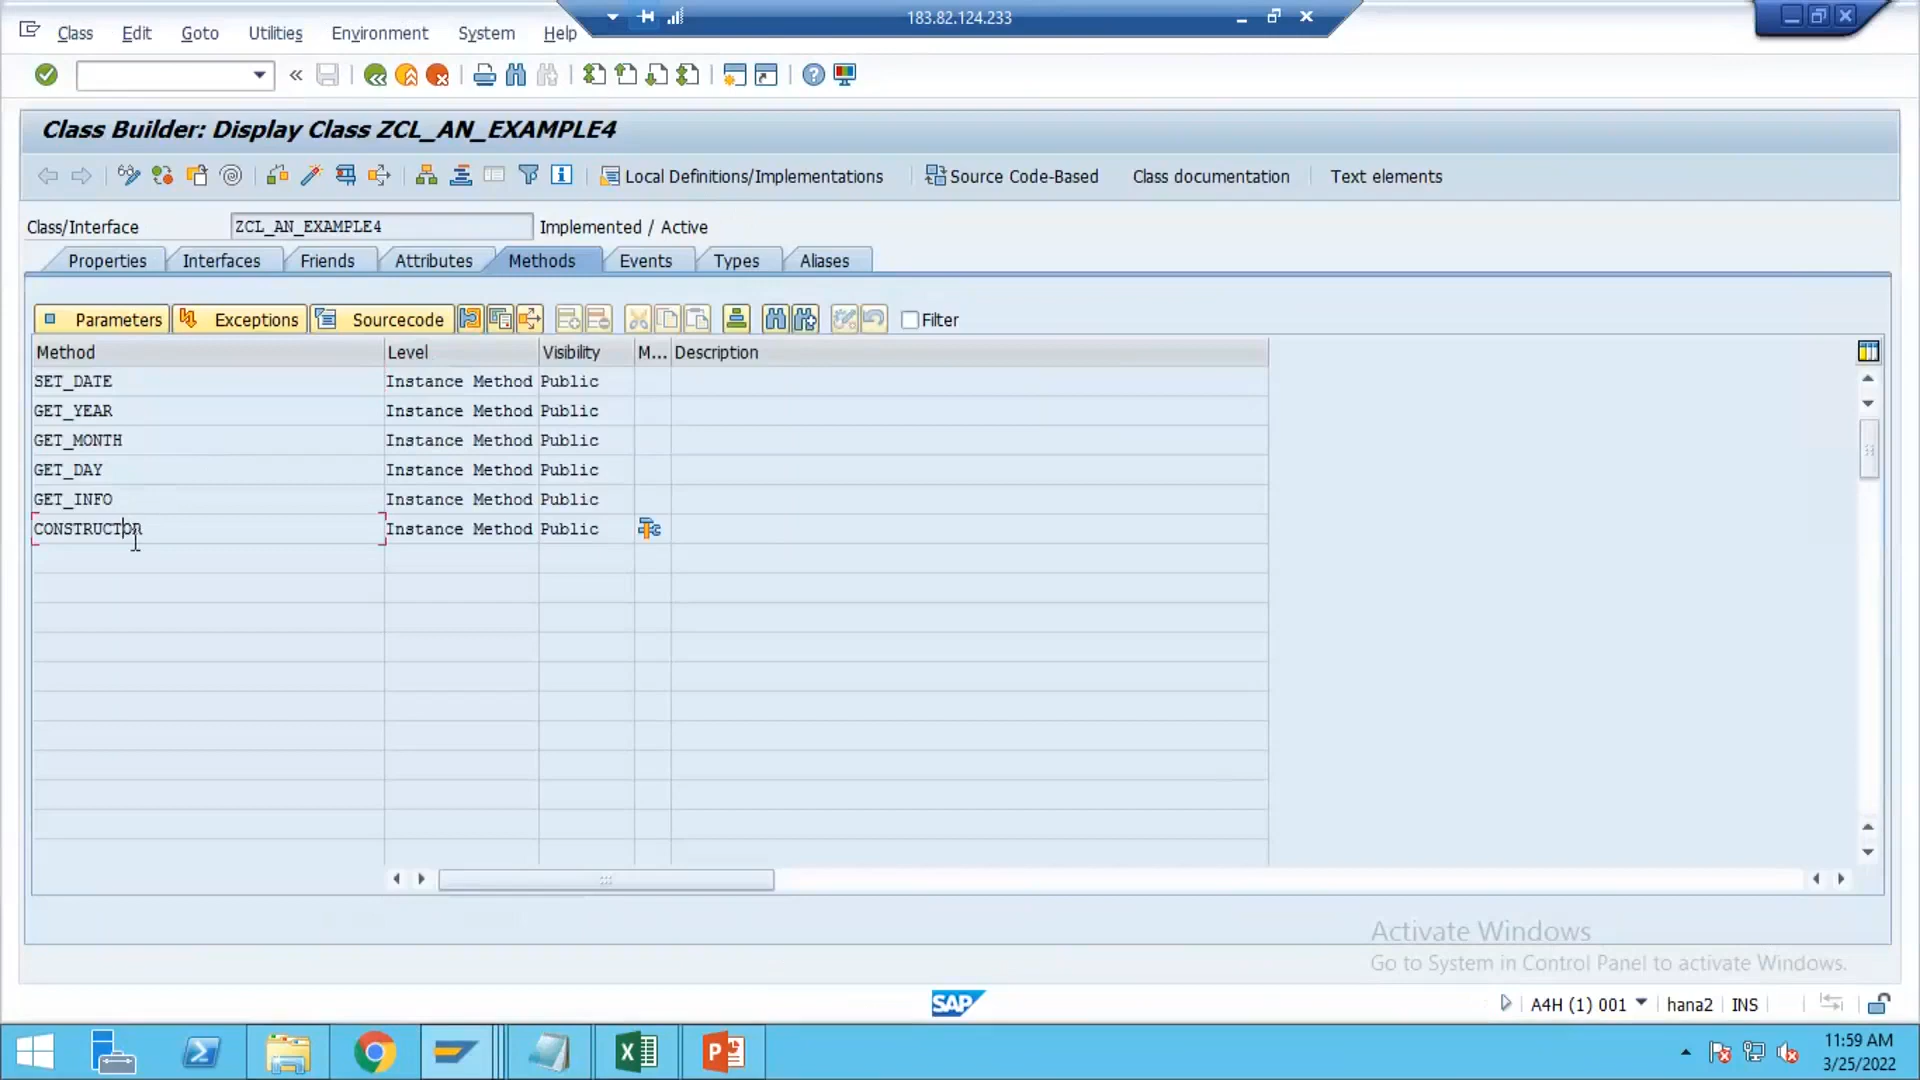 183.82.124.233
Class Edit Goto Utilities Environment System Help
Class Builder: Display Class ZCL_AN_EXAMPLE4
Local Definitions/Implementations Source Code-Based Class documentation Text elements
Class/Interface ZCL_AN_EXAMPLE4 Implemented / Active
Properties Interfaces Friends Attributes Methods Events Types Aliases
Parameters Exceptions Sourcecode Filter
Method Level Visibility M... Description
SET_DATE Instance Method Public
GET_YEAR Instance Method Public
GET_MONTH Instance Method Public
GET_DAY Instance Method Public
GET_INFO Instance Method Public
CONSTRUCTOR Instance Method Public
Activate Windows
Go to System in Control Panel to activate Windows.
SAP
A4H (1) 001 hana2 INS
11:59 AM
3/25/2022